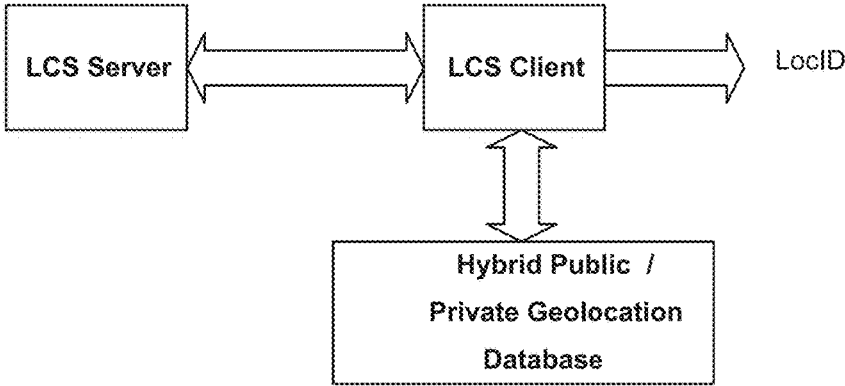 LCS Server
LCS Client
LocID
Hybrid Public /
Private Geolocation
Database